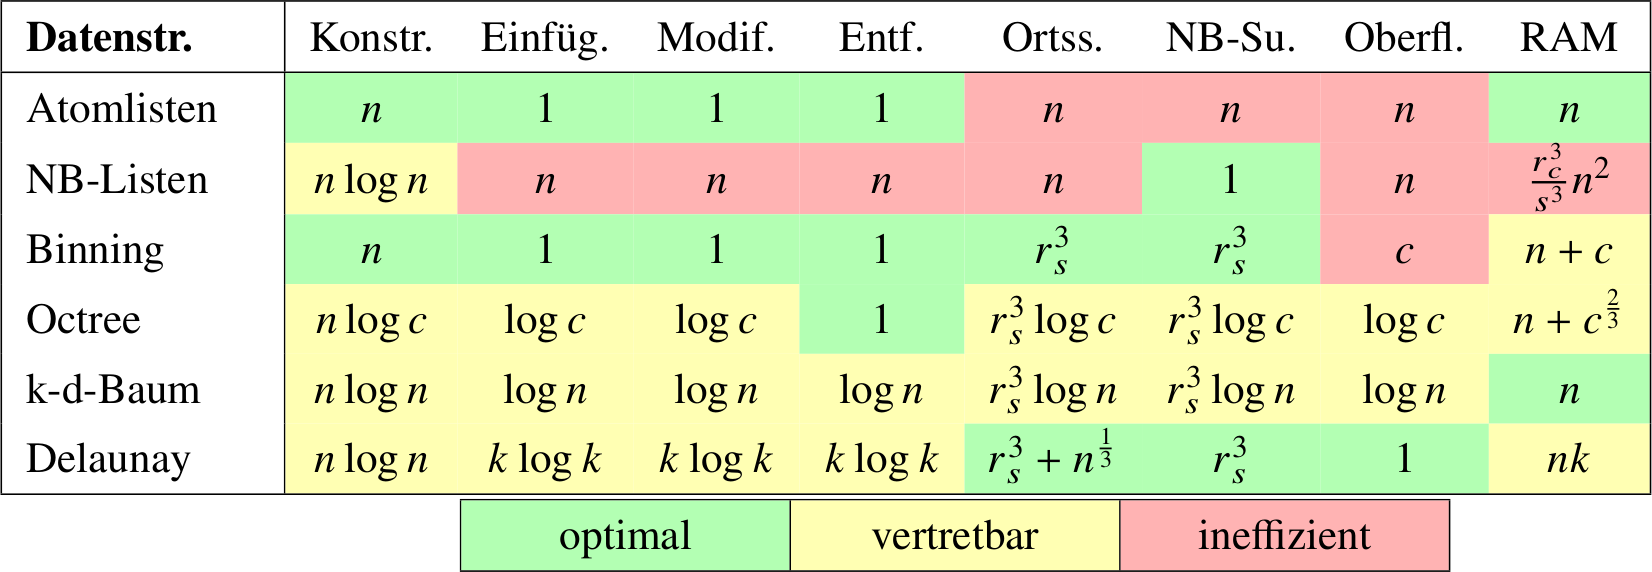 Datenstr. Konstr. Einfüg. Modif. Entf. Ortss. NB-Su. Oberfl. RAM
Atomlisten n 1 1 1 n n n n
NB-Listen n log n n n n n 1 n \frac{r_c^3}{s^3} n^2
Binning n 1 1 1 r_s^3 r_s^3 c n + c
Octree n log c log c log c 1 r_s^3 log c r_s^3 log c log c n + c^{\frac{2}{3}}
k-d-Baum n log n log n log n log n r_s^3 log n r_s^3 log n log n n
Delaunay n log n k log k k log k k log k r_s^3 + n^{\frac{1}{3}} r_s^3 1 nk
optimal vertretbar ineffizient